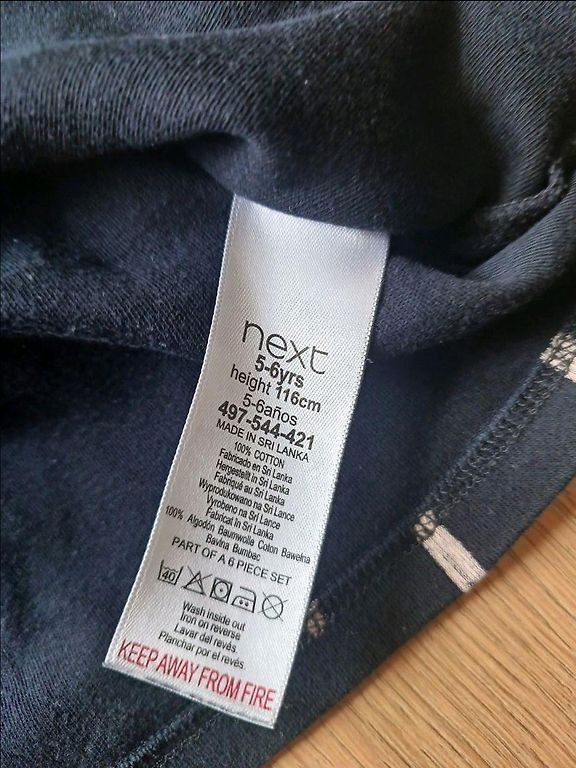 next
5-6yrs
height 116cm
5-6años
497-544-421
MADE IN SRI LANKA
100% COTTON
Fabricado en Sri Lanka
Hergestellt in Sri Lanka
Fabriqué au Sri Lanka
Wyprodukowano na Sri Lance
Vyrobeno na Sri Lance
Fabricat în Sri Lanka
100% Algodón Baumwolle Coton Bawełna
Bavlna Bumbac
PART OF A 6 PIECE SET
40
Wash inside out
Iron on reverse
Lavar del revés
Planchar por el revés
KEEP AWAY FROM FIRE